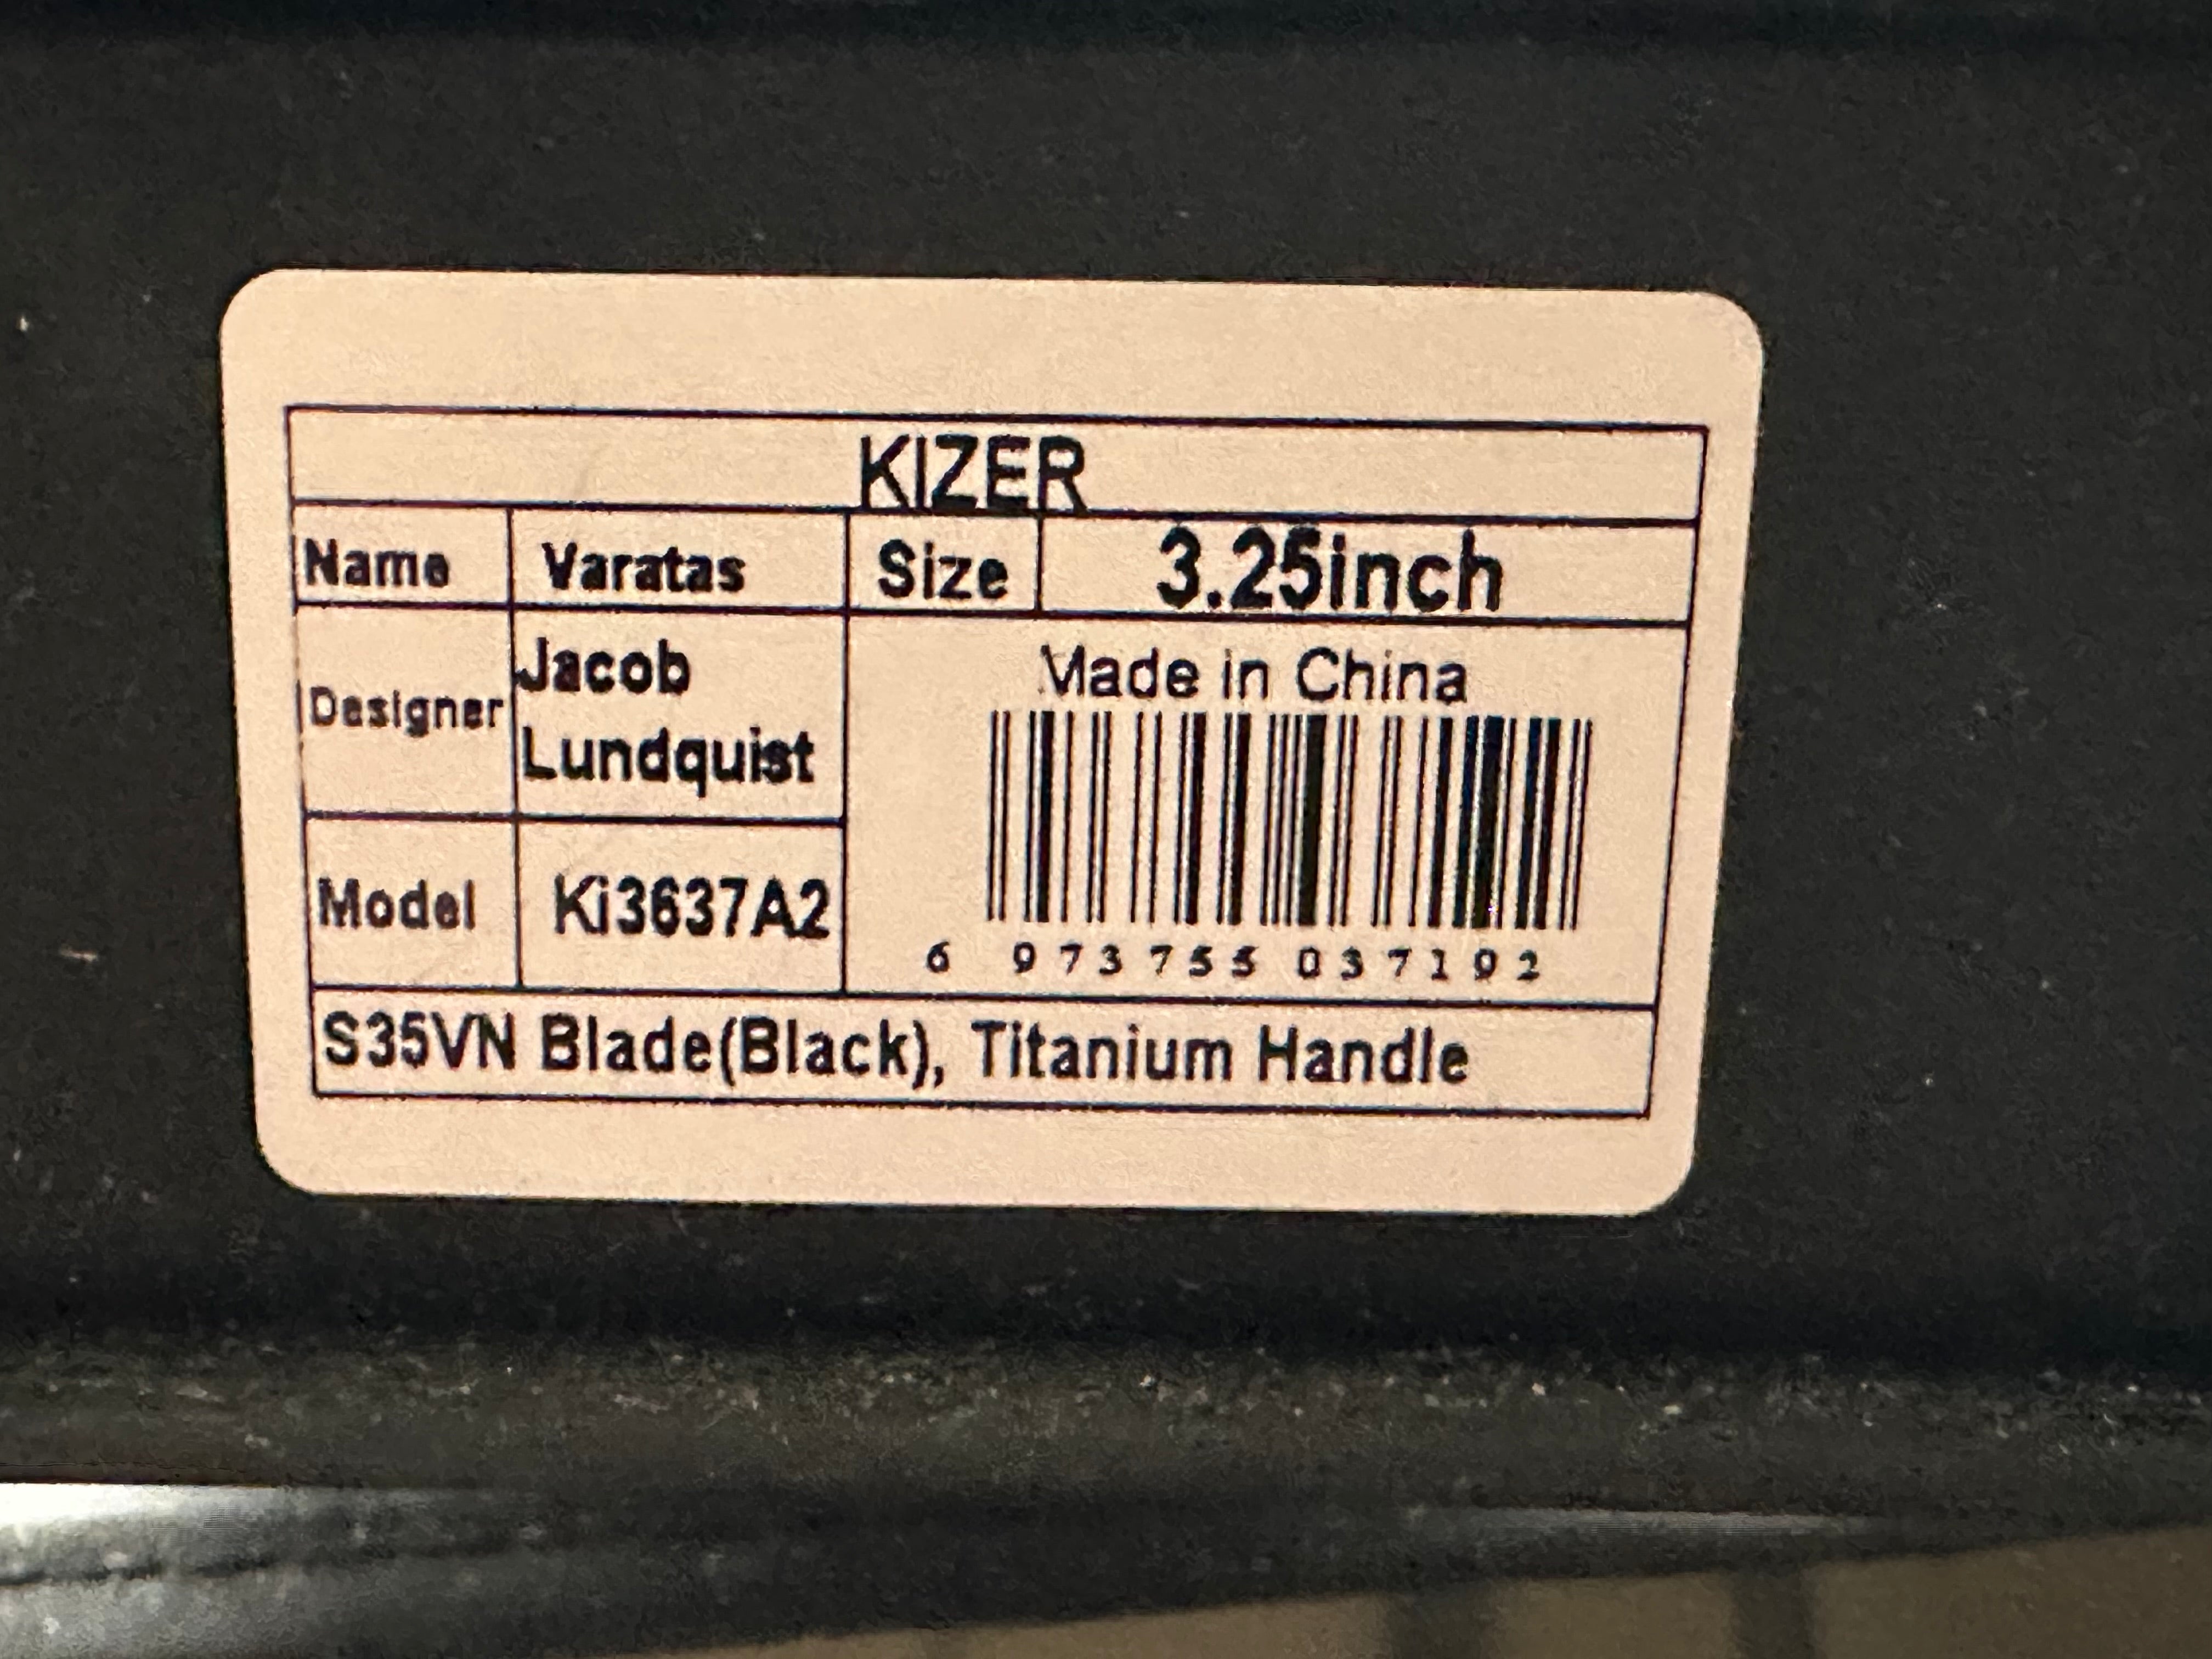 KIZER
Name Varatas Size 3.25inch
Designer Jacob Lundquist
Made in China
Model Ki3637A2
6 973755 037192
S35VN Blade(Black), Titanium Handle